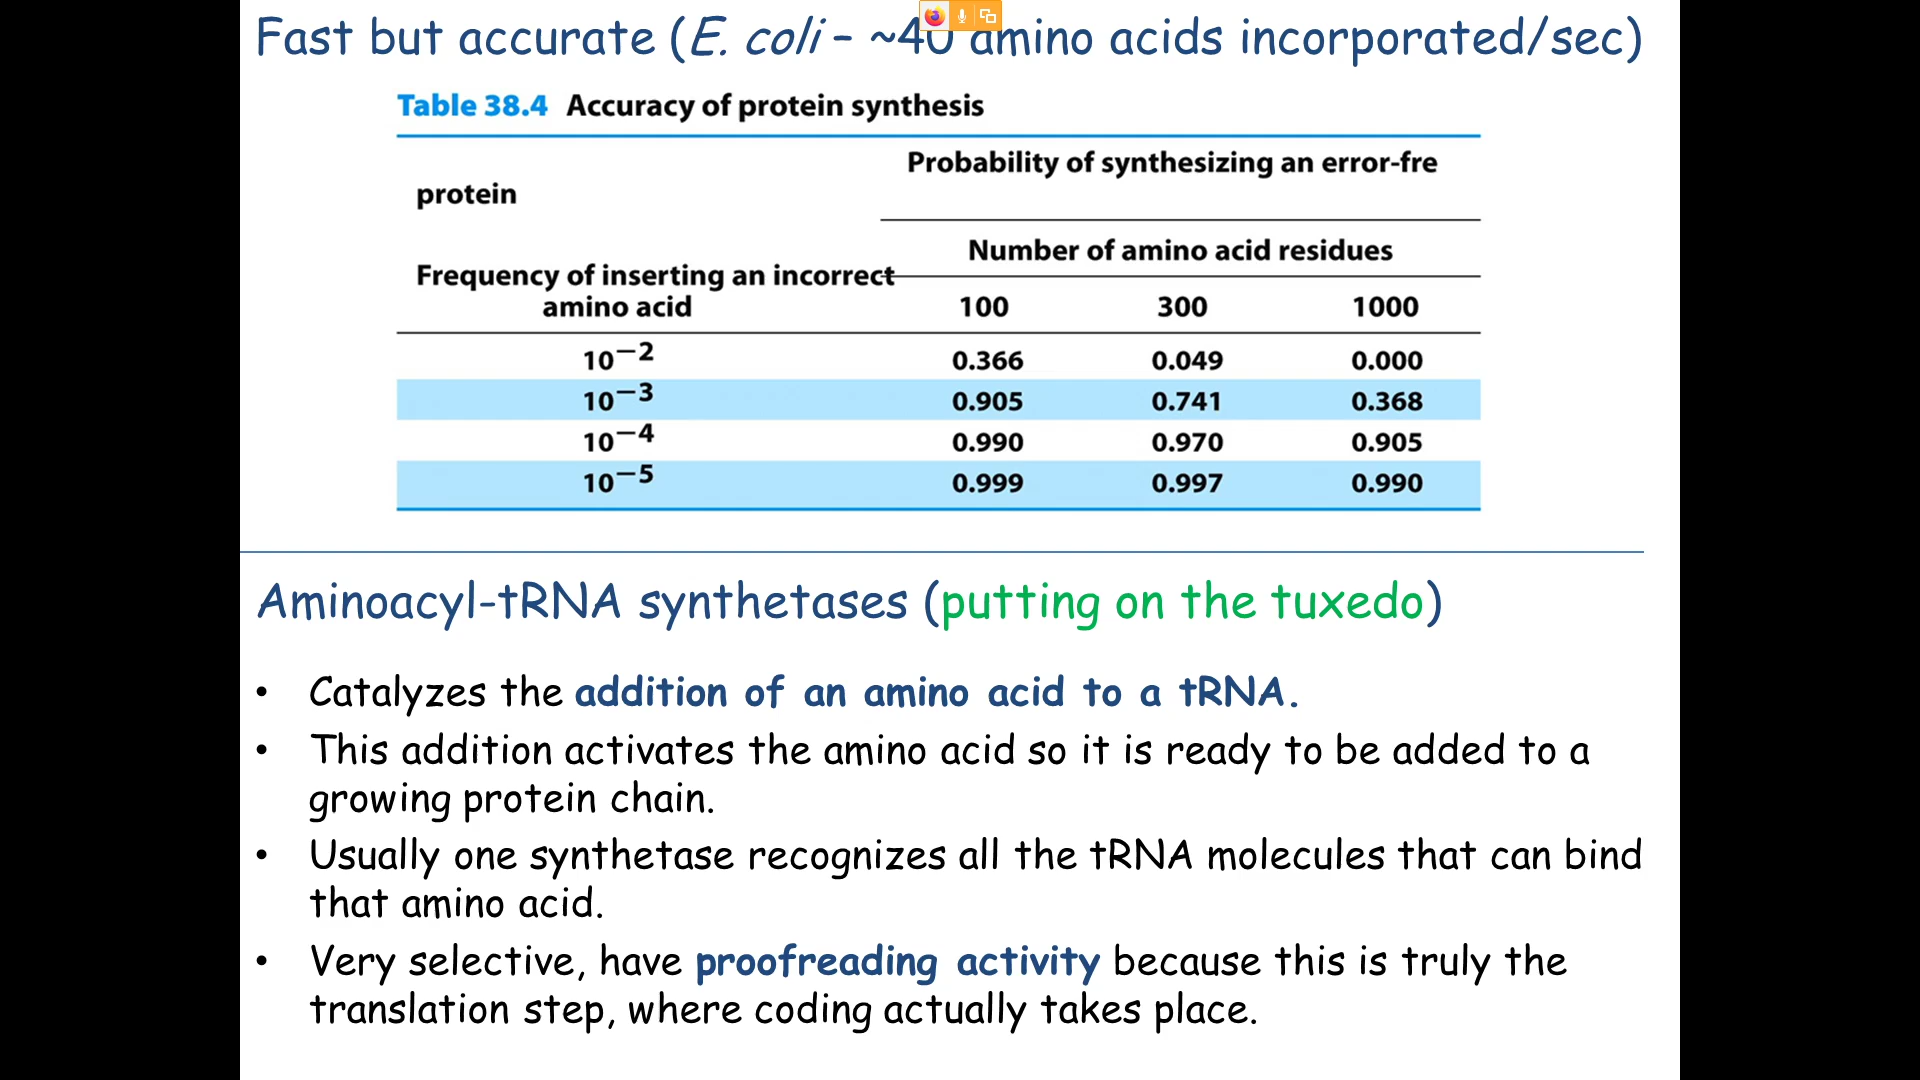 Fast but accurate (E. coli – ~40 amino acids incorporated/sec)
Table 38.4 Accuracy of protein synthesis
Probability of synthesizing an error-fre
protein
Number of amino acid residues
Frequency of inserting an incorrect
amino acid
100 300 1000
10−2 0.366 0.049 0.000
10−3 0.905 0.741 0.368
10−4 0.990 0.970 0.905
10−5 0.999 0.997 0.990
Aminoacyl-tRNA synthetases (putting on the tuxedo)
• Catalyzes the addition of an amino acid to a tRNA.
• This addition activates the amino acid so it is ready to be added to a
growing protein chain.
• Usually one synthetase recognizes all the tRNA molecules that can bind
that amino acid.
• Very selective, have proofreading activity because this is truly the
translation step, where coding actually takes place.